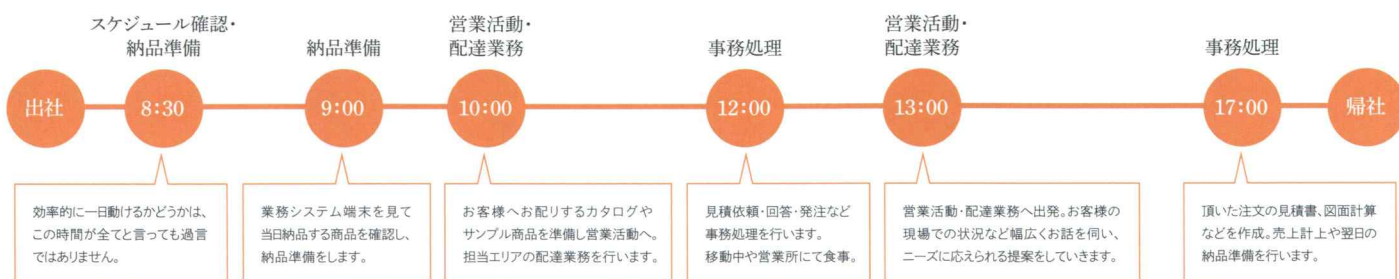 スケジュール確認・
納品準備
納品準備
営業活動・
配達業務
事務処理
営業活動・
配達業務
事務処理
出社
8:30
9:00
10:00
12:00
13:00
17:00
帰社
効率的に一日動けるかどうかは、
この時間が全てと言っても過言
ではありません。
業務システム端末を見て
当日納品する商品を確認し、
納品準備をします。
お客様へお配りするカタログや
サンプル商品を準備し営業活動へ。
担当エリアの配達業務を行います。
見積依頼・回答・発注など
事務処理を行います。
移動中や営業所にて食事。
営業活動・配達業務へ出発。お客様の
現場での状況など幅広くお話を伺い、
ニーズに応えられる提案をしていきます。
頂いた注文の見積書、図面計算
などを作成。売上計上や翌日の
納品準備を行います。